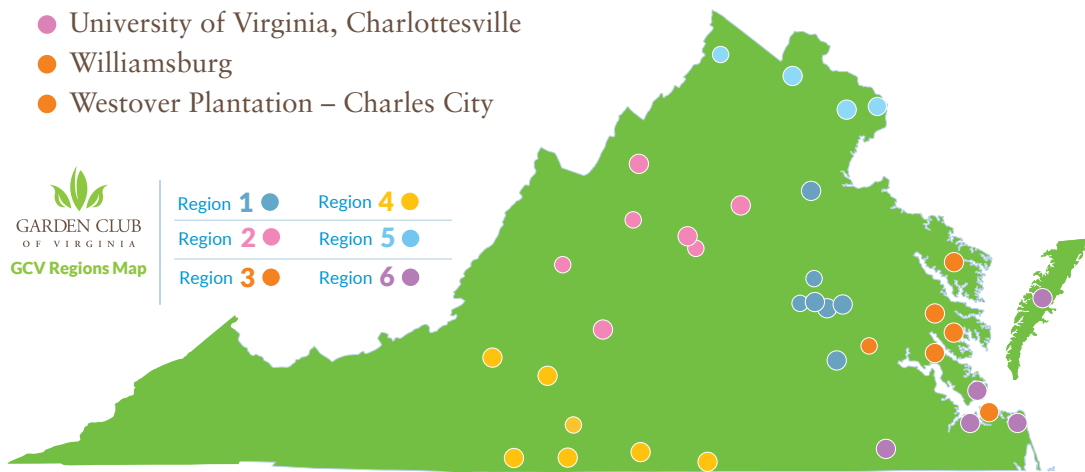 University of Virginia, Charlottesville
Williamsburg
Westover Plantation – Charles City
GARDEN CLUB
OF VIRGINIA
GCV Regions Map
Region 1 Region 4
Region 2 Region 5
Region 3 Region 6